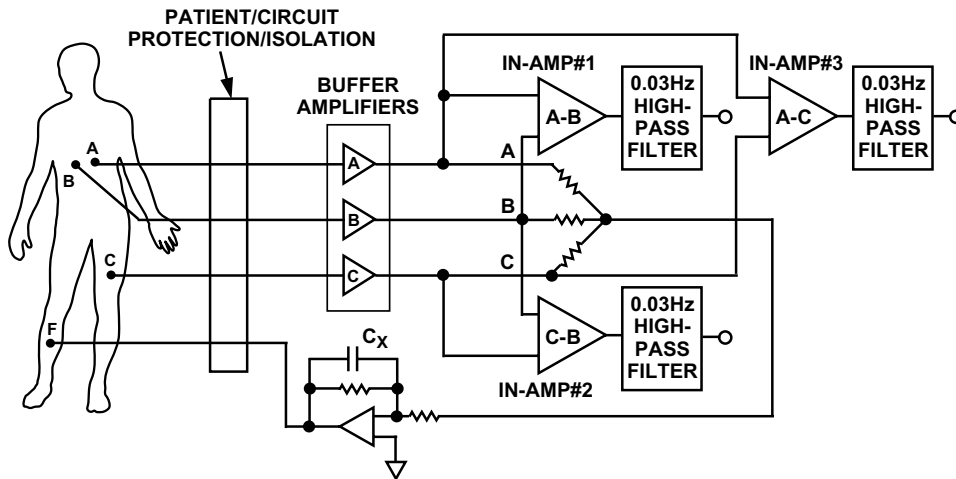 PATIENT/CIRCUIT
PROTECTION/ISOLATION
BUFFER
AMPLIFIERS
IN-AMP#1
A-B
0.03Hz
HIGH-
PASS
FILTER
IN-AMP#3
A-C
0.03Hz
HIGH-
PASS
FILTER
A
B
A
A
B
B
C
C
C
C-B
IN-AMP#2
0.03Hz
HIGH-
PASS
FILTER
F
CX